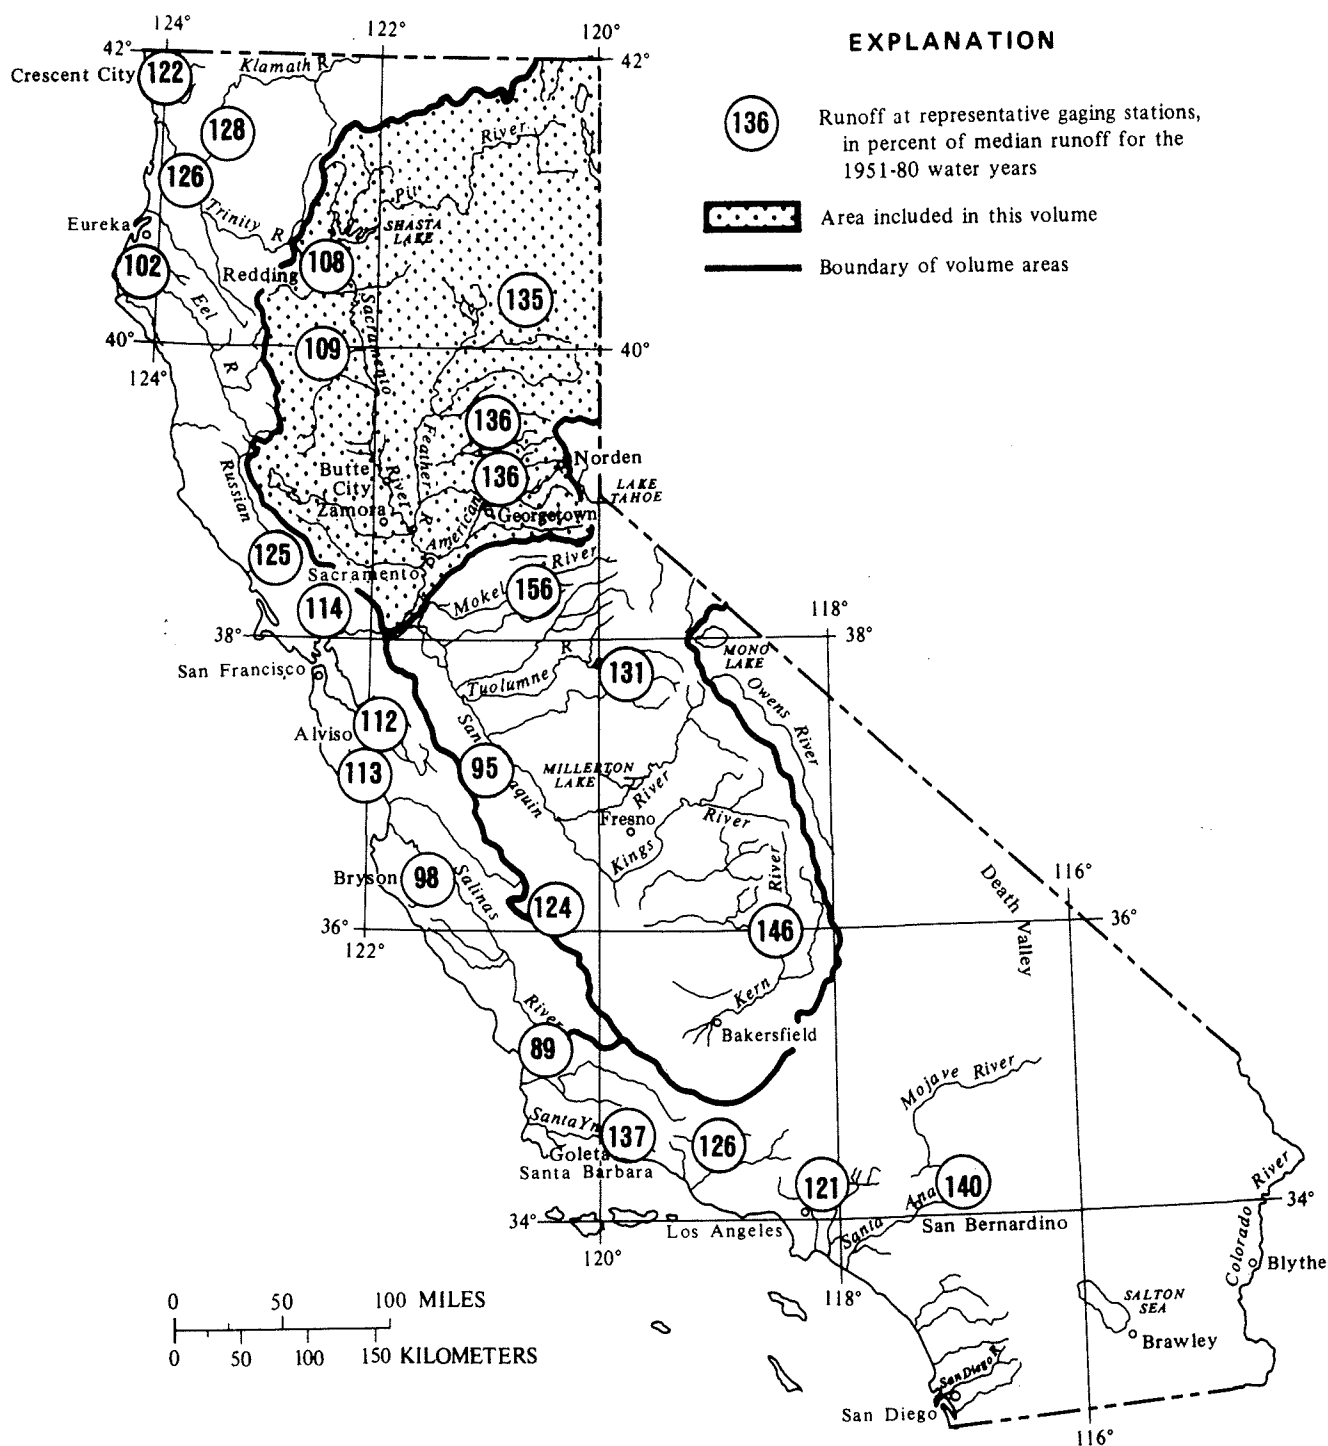 124°
122°
120°
42°
42°
EXPLANATION
Crescent City
122
Klamath R
128
136
Runoff at representative gaging stations,
in percent of median runoff for the
1951-80 water years
River
126
Pit
Trinity R
SHASTA
LAKE
Area included in this volume
Eureka
102
Redding
108
Boundary of volume areas
Eel
R
Sacramento
River
135
40°
109
40°
124°
136
Feather
R
Norden
Butte
City
136
LAKE
TAHOE
Russian
Zamora
American
Georgetown
125
Sacramento
River
Mokel
156
114
118°
38°
38°
R
MONO
LAKE
San Francisco
Tuolumne
131
Owens River
112
Alviso
San
aquin
95
MILLERTON
LAKE
River
113
Fresno
River
Kings
River
Bryson
98
Salinas
124
Death
Valley
116°
36°
146
36°
122°
River
Kern
Bakersfield
89
Mojave River
Santa Yn
137
126
Goleta
Santa Barbara
121
Ana
140
River
34°
34°
Los Angeles
Santa
San Bernardino
Colorado
120°
Blythe
118°
0 50 100 MILES
SALTON
SEA
Brawley
0 50 100 150 KILOMETERS
San Diego R
San Diego
116°